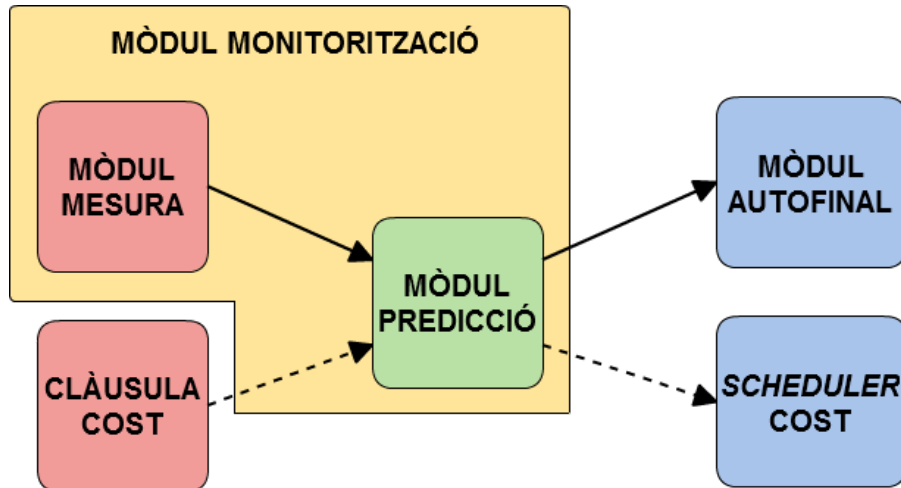 MÒDUL MONITORITZACIÓ
MÒDUL
MESURA
MÒDUL
AUTOFINAL
MÒDUL
PREDICCIÓ
CLÀUSULA
COST
SCHEDULER
COST